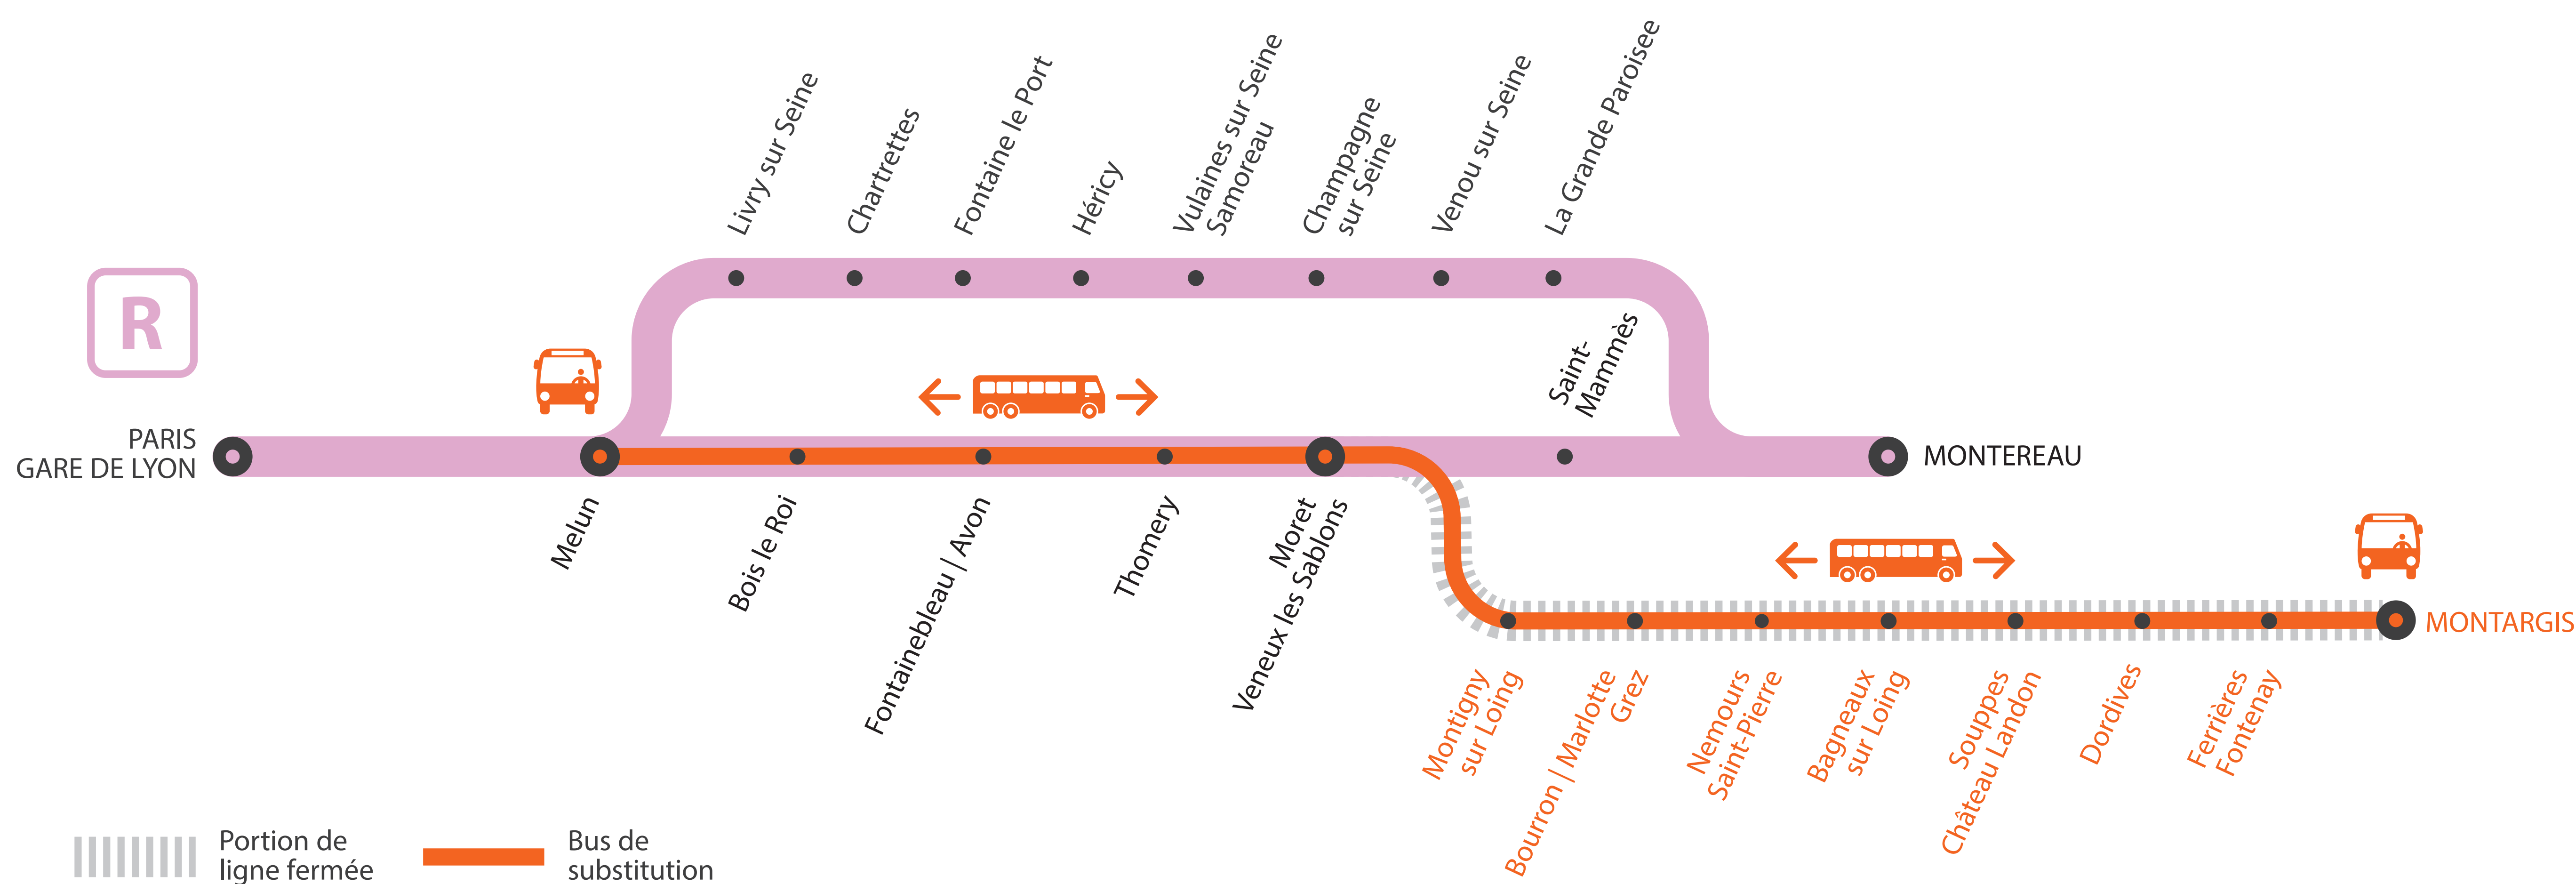 Livry sur Seine
Chartrettes
Fontaine le Port
Héricy
Vulaines sur Seine
Samoreau
Champagne
sur Seine
Venou sur Seine
La Grande Paroisee
R
Saint-
Mammès
PARIS
GARE DE LYON
MONTEREAU
Melun
Bois le Roi
Fontainebleau | Avon
Thomery
Moret
Veneux les Sablons
MONTARGIS
Montigny
sur Loing
Bourron | Marlotte
Grez
Nemours
Saint-Pierre
Bagneaux
sur Loing
Souppes
Château Landon
Dordives
Ferrières
Fontenay
Portion de
ligne fermée
Bus de
substitution